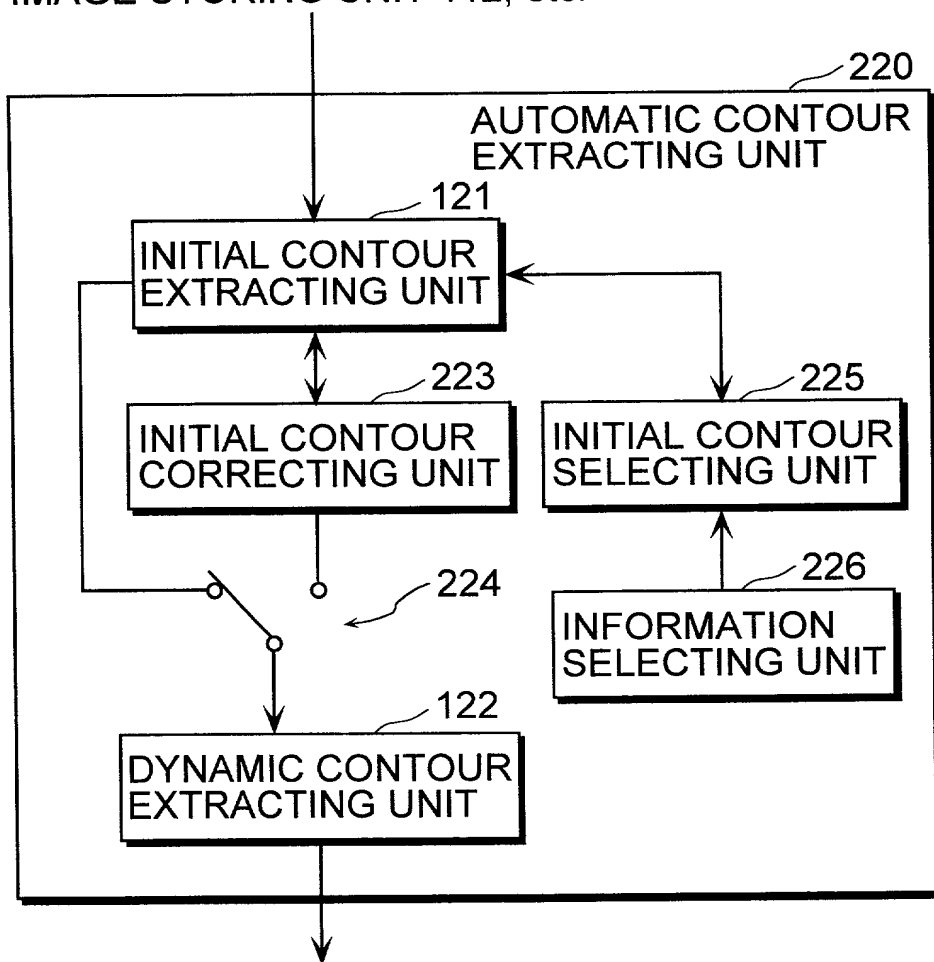 220
AUTOMATIC CONTOUR
EXTRACTING UNIT
121
INITIAL CONTOUR
EXTRACTING UNIT
223
INITIAL CONTOUR
CORRECTING UNIT
225
INITIAL CONTOUR
SELECTING UNIT
224
226
INFORMATION
SELECTING UNIT
122
DYNAMIC CONTOUR
EXTRACTING UNIT